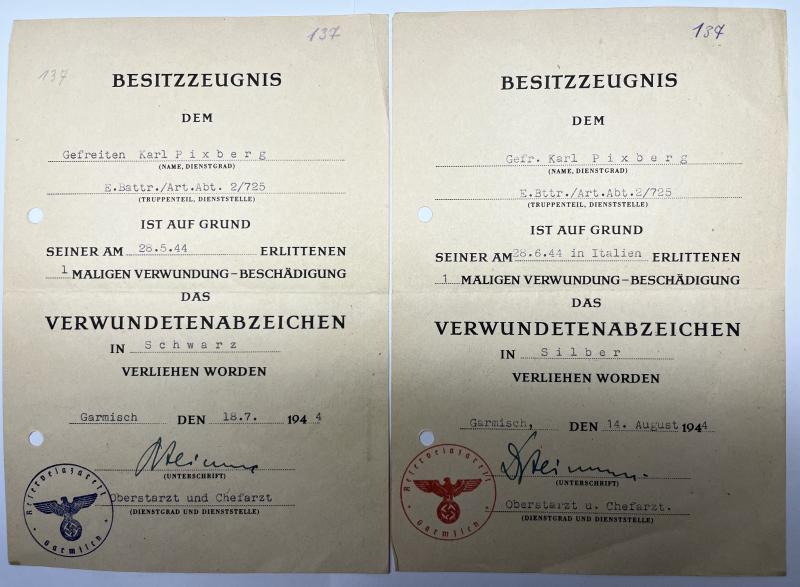 137
137
BESITZZEUGNIS
DEM
Gefreiten Karl Pixberg
(NAME, DIENSTGRAD)
E.Battr./Art.Abt. 2/725
(TRUPPENTEIL, DIENSTSTELLE)
IST AUF GRUND
SEINER AM 28.5.44 ERLITTENEN
1 MALIGEN VERWUNDUNG–BESCHÄDIGUNG
DAS
VERWUNDETENABZEICHEN
IN Schwarz
VERLIEHEN WORDEN
Garmisch DEN 18.7. 1944
(UNTERSCHRIFT)
Oberstarzt und Chefarzt
(DIENSTGRAD UND DIENSTSTELLE)
Reservelazarett
Garmisch
137
BESITZZEUGNIS
DEM
Gefr. Karl Pixberg
(NAME, DIENSTGRAD)
E.Bttr./Art.Abt.2/725
(TRUPPENTEIL, DIENSTSTELLE)
IST AUF GRUND
SEINER AM 28.6.44 in Italien ERLITTENEN
1 MALIGEN VERWUNDUNG–BESCHÄDIGUNG
DAS
VERWUNDETENABZEICHEN
IN Silber
VERLIEHEN WORDEN
Garmisch, DEN 14. August 1944
(UNTERSCHRIFT)
Oberstarzt u. Chefarzt.
(DIENSTGRAD UND DIENSTSTELLE)
Reservelazarett
Garmisch